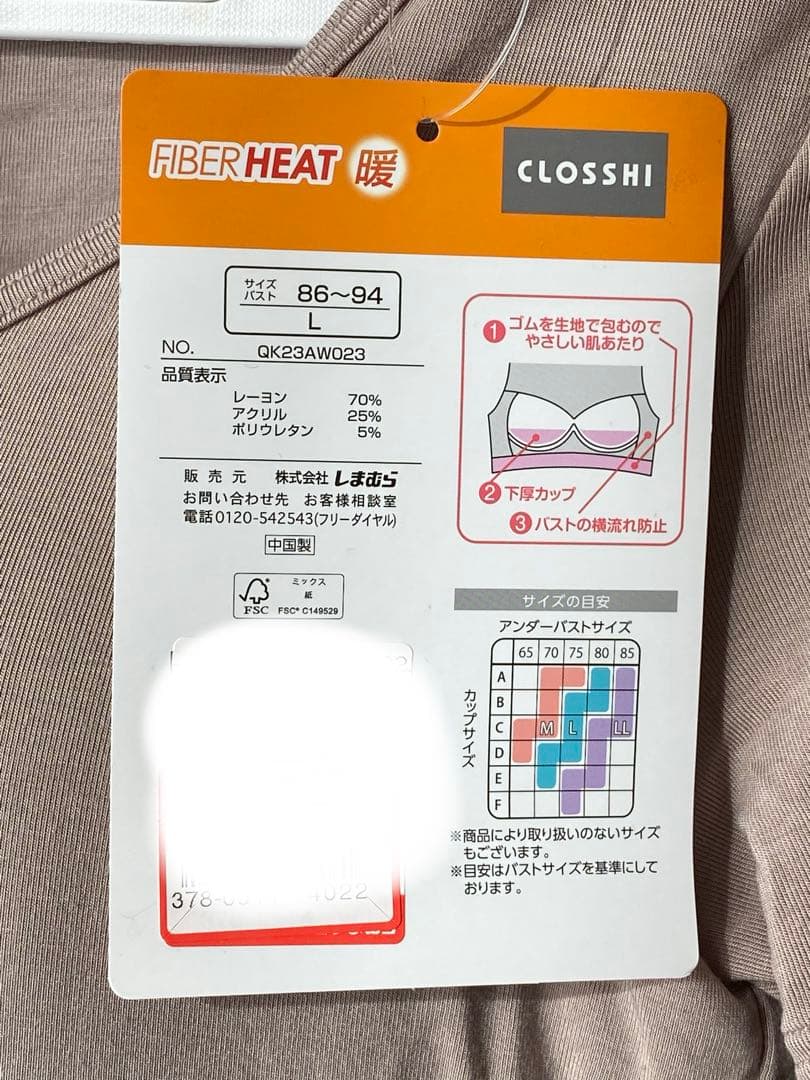 FIBER HEAT 暖
CLOSSHI
サイズ
バスト 86～94
L
NO. QK23AW023
品質表示
レーヨン 70%
アクリル 25%
ポリウレタン 5%
販売元 株式会社 しまむら
お問い合わせ先 お客様相談室
電話0120-542543(フリーダイヤル)
中国製
FSC
ミックス
紙
FSC® C149529
1 ゴムを生地で包むので
やさしい肌あたり
2 下厚カップ
3 バストの横流れ防止
サイズの目安
アンダーバストサイズ
65 70 75 80 85
カップサイズ
A
B
C M L LL
D
E
F
※商品により取り扱いのないサイズ
もございます。
※目安はバストサイズを基準にして
おります。